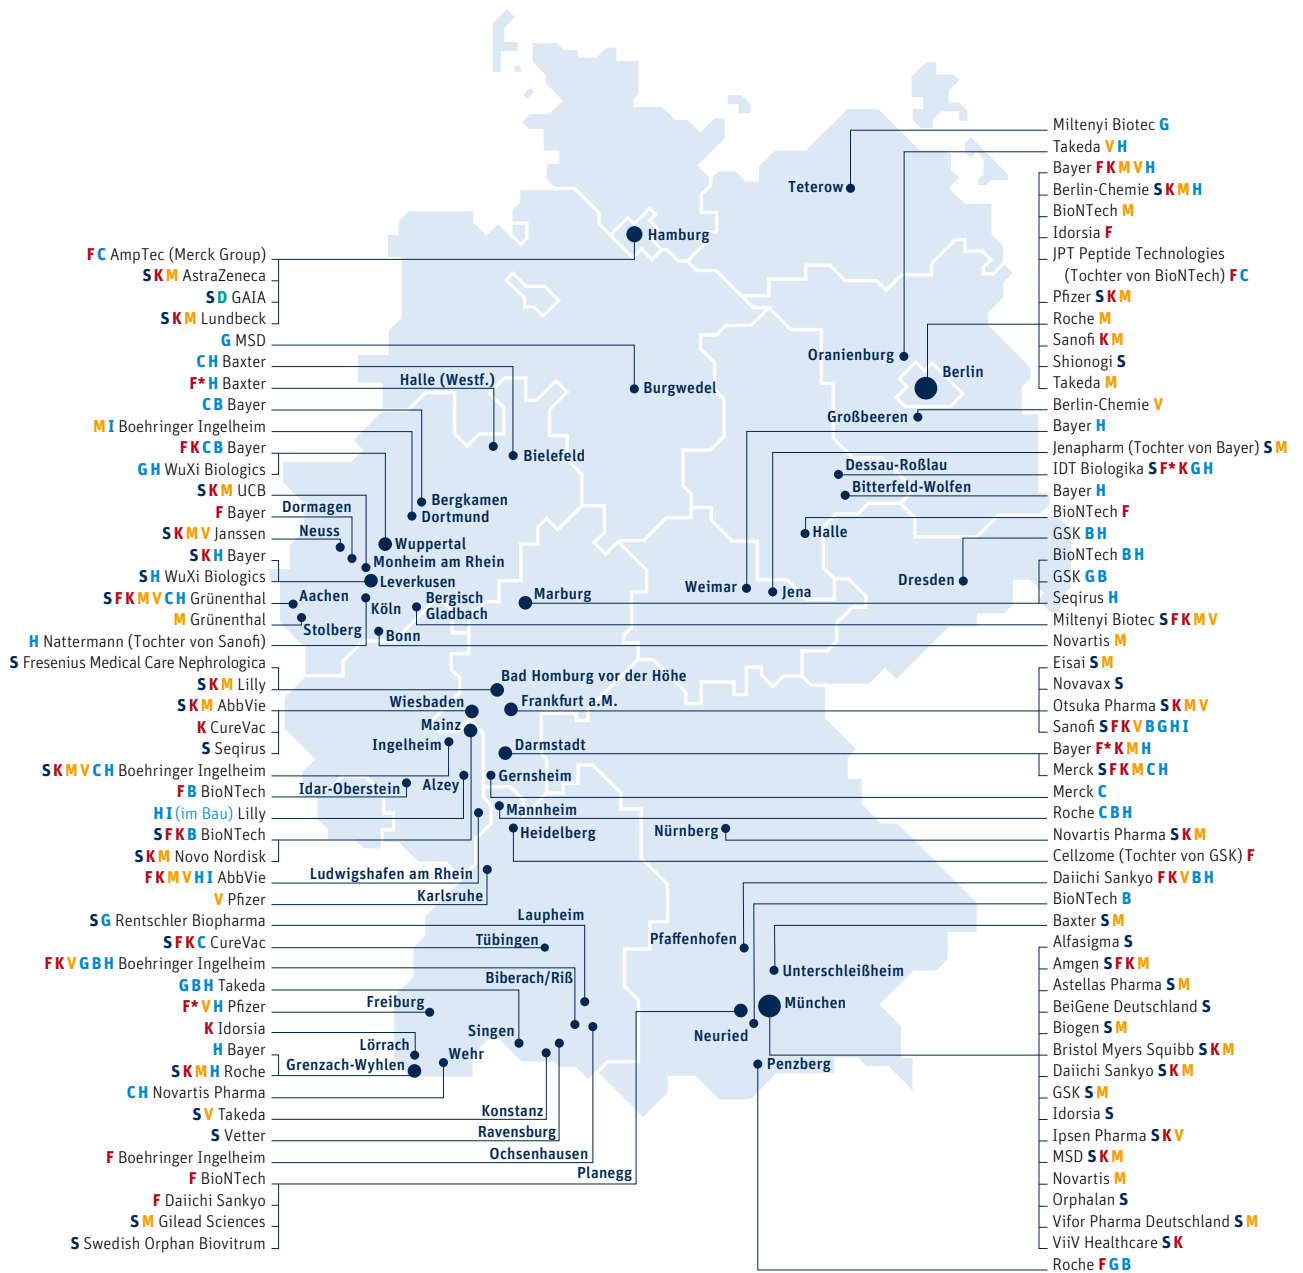 Miltenyi Biotec G
Takeda V H
Bayer F K M V H
Berlin-Chemie S K M H
BioNTech M
Idorsia F
JPT Peptide Technologies
(Tochter von BioNTech) F C
Pfizer S K M
Roche M
Sanofi K M
Shionogi S
Takeda M
Berlin-Chemie V
Bayer H
Jenapharm (Tochter von Bayer) S M
IDT Biologika S F* K G H
Bayer H
BioNTech F
GSK B H
BioNTech B H
GSK G B
Seqirus H
Miltenyi Biotec S F K M V
Novartis M
Eisai S M
Novavax S
Otsuka Pharma S K M V
Sanofi S F K V B G H I
Bayer F* K M H
Merck S F K M C H
Merck C
Roche C B H
Novartis Pharma S K M
Cellzome (Tochter von GSK) F
Daiichi Sankyo F K V B H
BioNTech B
Baxter S M
Alfasigma S
Amgen S F K M
Astellas Pharma S M
BeiGene Deutschland S
Biogen S M
Bristol Myers Squibb S K M
Daiichi Sankyo S K M
GSK S M
Idorsia S
Ipsen Pharma S K V
MSD S K M
Novartis M
Orphalan S
Vifor Pharma Deutschland S M
ViiV Healthcare S K
Roche F G B
F C AmpTec (Merck Group)
S K M AstraZeneca
S D GAIA
S K M Lundbeck
G MSD
C H Baxter
F* H Baxter
C B Bayer
M I Boehringer Ingelheim
F K C B Bayer
G H WuXi Biologics
S K M UCB
F Bayer
S K M V Janssen
S K H Bayer
S H WuXi Biologics
S F K M V C H Grünenthal
M Grünenthal
H Nattermann (Tochter von Sanofi)
S Fresenius Medical Care Nephrologica
S K M Lilly
S K M AbbVie
K CureVac
S Seqirus
S K M V C H Boehringer Ingelheim
F B BioNTech
H I (im Bau) Lilly
S F K B BioNTech
S K M Novo Nordisk
F K M V H I AbbVie
V Pfizer
S G Rentschler Biopharma
S F K C CureVac
F K V G B H Boehringer Ingelheim
G B H Takeda
F* V H Pfizer
K Idorsia
H Bayer
S K M H Roche
C H Novartis Pharma
S V Takeda
S Vetter
F Boehringer Ingelheim
F BioNTech
F Daiichi Sankyo
S M Gilead Sciences
S Swedish Orphan Biovitrum
Teterow
Hamburg
Oranienburg
Berlin
Burgwedel
Halle (Westf.)
Großbeeren
Bielefeld
Dessau-Roßlau
Bitterfeld-Wolfen
Bergkamen
Dortmund
Dormagen
Neuss
Wuppertal
Monheim am Rhein
Leverkusen
Halle
Dresden
Weimar
Jena
Marburg
Aachen
Köln
Bergisch
Gladbach
Stolberg
Bonn
Bad Homburg vor der Höhe
Wiesbaden
Frankfurt a.M.
Mainz
Ingelheim
Darmstadt
Alzey
Gernsheim
Idar-Oberstein
Mannheim
Heidelberg
Nürnberg
Ludwigshafen am Rhein
Karlsruhe
Laupheim
Tübingen
Pfaffenhofen
Biberach/Riß
Unterschleißheim
Freiburg
München
Singen
Neuried
Lörrach
Wehr
Grenzach-Wyhlen
Penzberg
Konstanz
Ravensburg
Ochsenhausen
Planegg